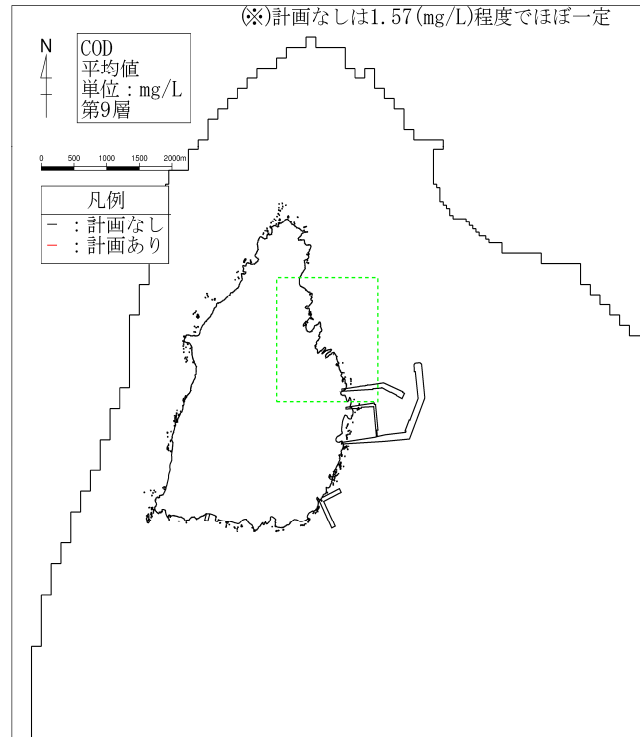 (※)計画なしは1.57(mg/L)程度でほぼ一定
N
COD
平均値
単位：mg/L
第9層
0 500 1000 1500 2000m
凡例
－：計画なし
－：計画あり